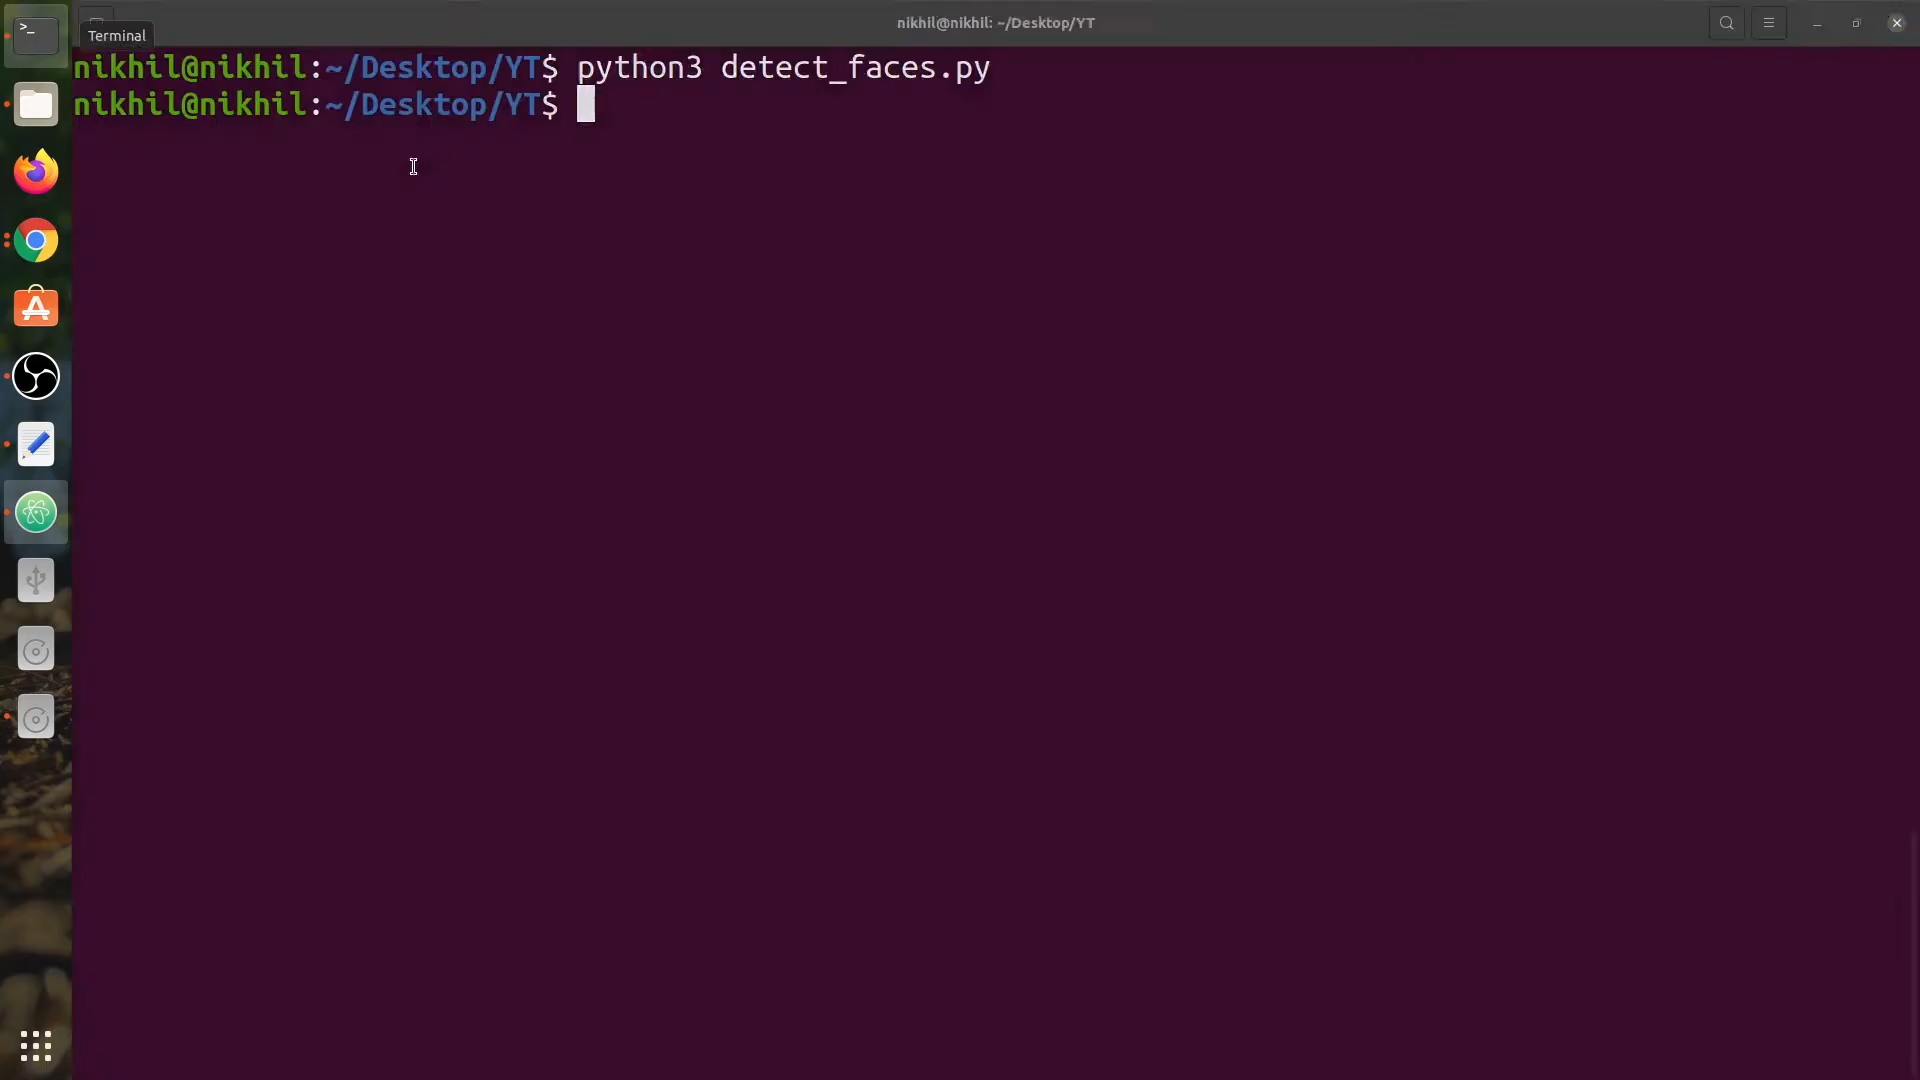 nikhil@nikhil: ~/Desktop/YT
Terminal
nikhil@nikhil:~/Desktop/YT$ python3 detect_faces.py
nikhil@nikhil:~/Desktop/YT$